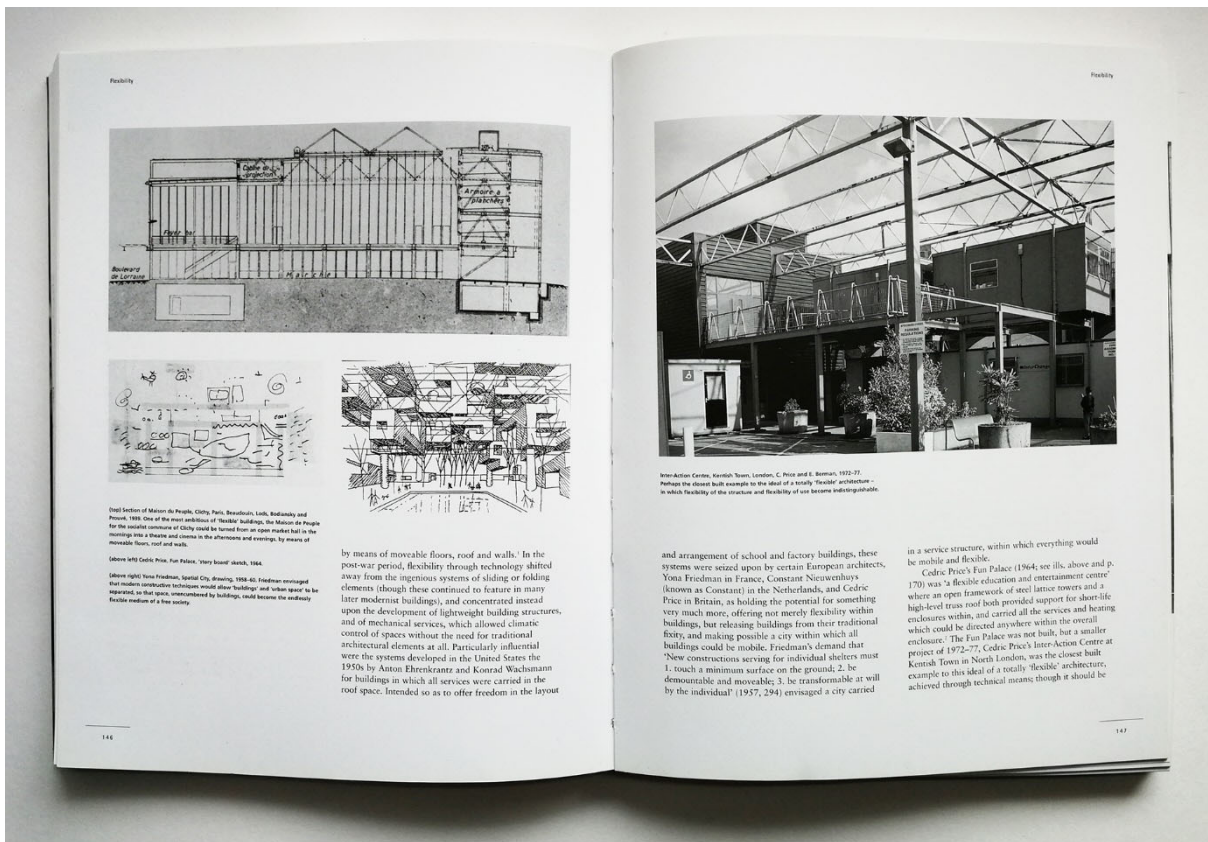 Flexibility
Cabine de
projection
Armoire à
planchers
Foyer bar
Boulevard
de Lorraine
Marché
(top) Section of Maison du Peuple, Clichy, Paris, Beaudouin, Lods, Bodiansky and
Prouvé, 1939. One of the most ambitious of 'flexible' buildings, the Maison de Peuple
for the socialist commune of Clichy could be turned from an open market hall in the
mornings into a theatre and cinema in the afternoons and evenings, by means of
moveable floors, roof and walls.
(above left) Cedric Price, Fun Palace, 'story board' sketch, 1964.
(above right) Yona Friedman, Spatial City, drawing, 1958–60. Friedman envisaged
that modern constructive techniques would allow 'buildings' and 'urban space' to be
separated, so that space, unencumbered by buildings, could become the endlessly
flexible medium of a free society.
by means of moveable floors, roof and walls.¹ In the
post-war period, flexibility through technology shifted
away from the ingenious systems of sliding or folding
elements (though these continued to feature in many
later modernist buildings), and concentrated instead
upon the development of lightweight building structures,
and of mechanical services, which allowed climatic
control of spaces without the need for traditional
architectural elements at all. Particularly influential
were the systems developed in the United States the
1950s by Anton Ehrenkrantz and Konrad Wachsmann
for buildings in which all services were carried in the
roof space. Intended so as to offer freedom in the layout
146
Flexibility
PARKING
REGULATIONS
Inter-Action Centre, Kentish Town, London, C. Price and E. Berman, 1972–77.
Perhaps the closest built example to the ideal of a totally 'flexible' architecture –
in which flexibility of the structure and flexibility of use become indistinguishable.
and arrangement of school and factory buildings, these
systems were seized upon by certain European architects,
Yona Friedman in France, Constant Nieuwenhuys
(known as Constant) in the Netherlands, and Cedric
Price in Britain, as holding the potential for something
very much more, offering not merely flexibility within
buildings, but releasing buildings from their traditional
fixity, and making possible a city within which all
buildings could be mobile. Friedman's demand that
'New constructions serving for individual shelters must
1. touch a minimum surface on the ground; 2. be
demountable and moveable; 3. be transformable at will
by the individual' (1957, 294) envisaged a city carried
in a service structure, within which everything would
be mobile and flexible.
Cedric Price's Fun Palace (1964; see ills. above and p.
170) was 'a flexible education and entertainment centre'
where an open framework of steel lattice towers and a
high-level truss roof both provided support for short-life
enclosures within, and carried all the services and heating
which could be directed anywhere within the overall
enclosure.² The Fun Palace was not built, but a smaller
project of 1972–77, Cedric Price's Inter-Action Centre at
Kentish Town in North London, was the closest built
example to this ideal of a totally 'flexible' architecture,
achieved through technical means; though it should be
147